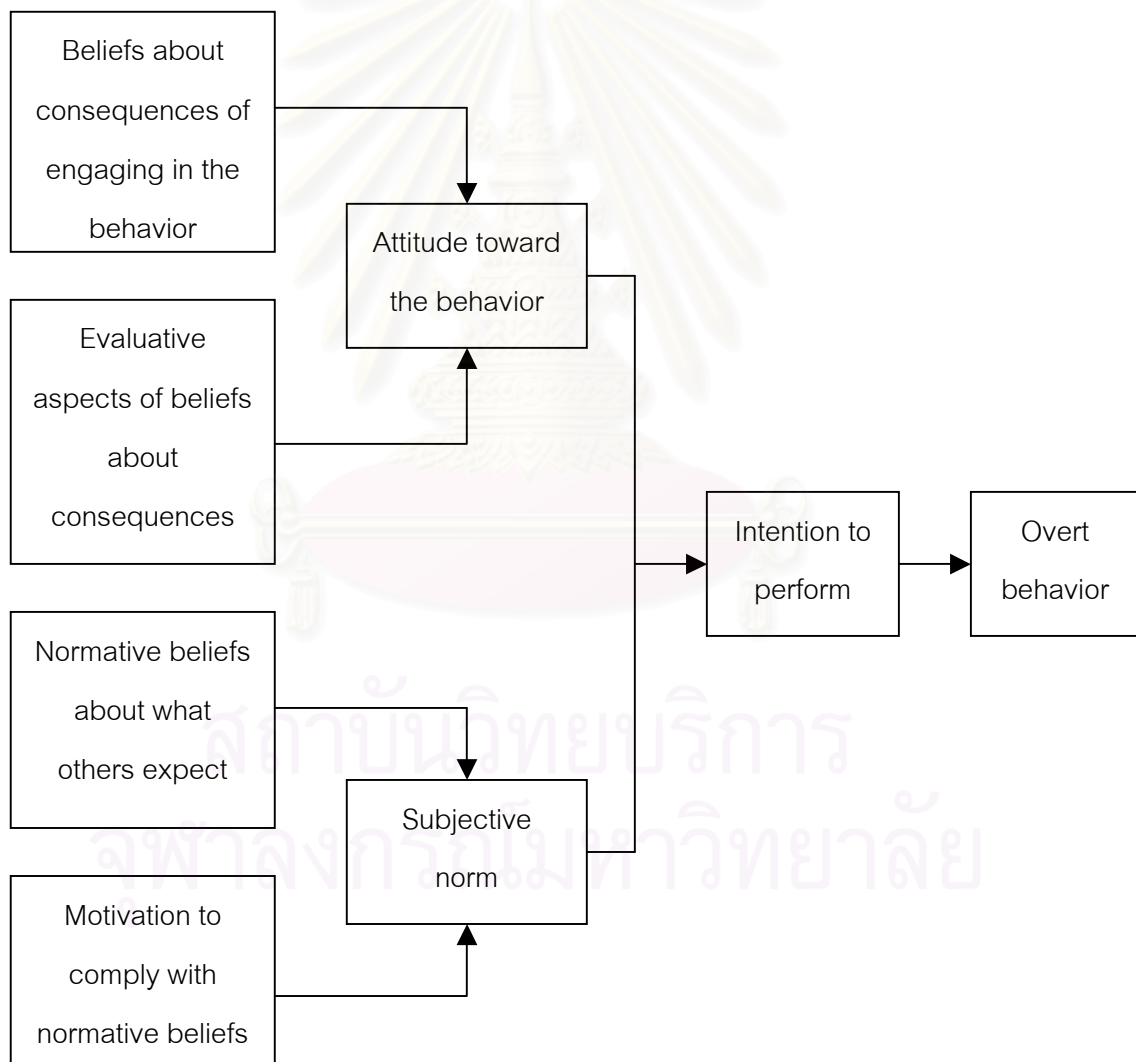 Beliefs about
consequences of
engaging in the
behavior
Attitude toward
the behavior
Evaluative
aspects of beliefs
about
consequences
Intention to
perform
Overt
behavior
Normative beliefs
about what
others expect
Subjective
norm
Motivation to
comply with
normative beliefs
สถาบันวิทยบริการ
จุฬาลงกรณ์มหาวิทยาลัย